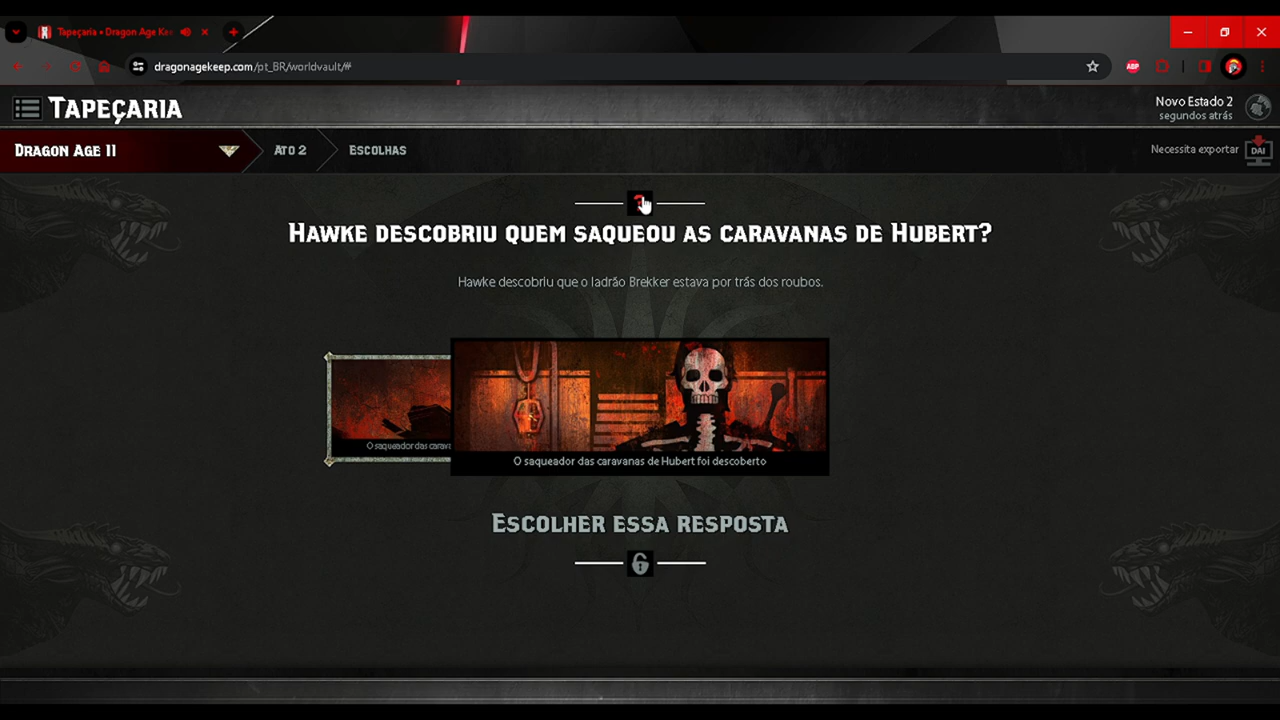 Tapeçaria • Dragon Age Kee
dragonagekeep.com/pt_BR/worldvault/#
ABP
TAPEÇARIA
Novo Estado 2
segundos atrás
DRAGON AGE II
ATO 2
ESCOLHAS
Necessita exportar
DAI
HAWKE DESCOBRIU QUEM SAQUEOU AS CARAVANAS DE HUBERT?
Hawke descobriu que o ladrão Brekker estava por trás dos roubos.
O saqueador das carava
O saqueador das caravanas de Hubert foi descoberto
ESCOLHER ESSA RESPOSTA